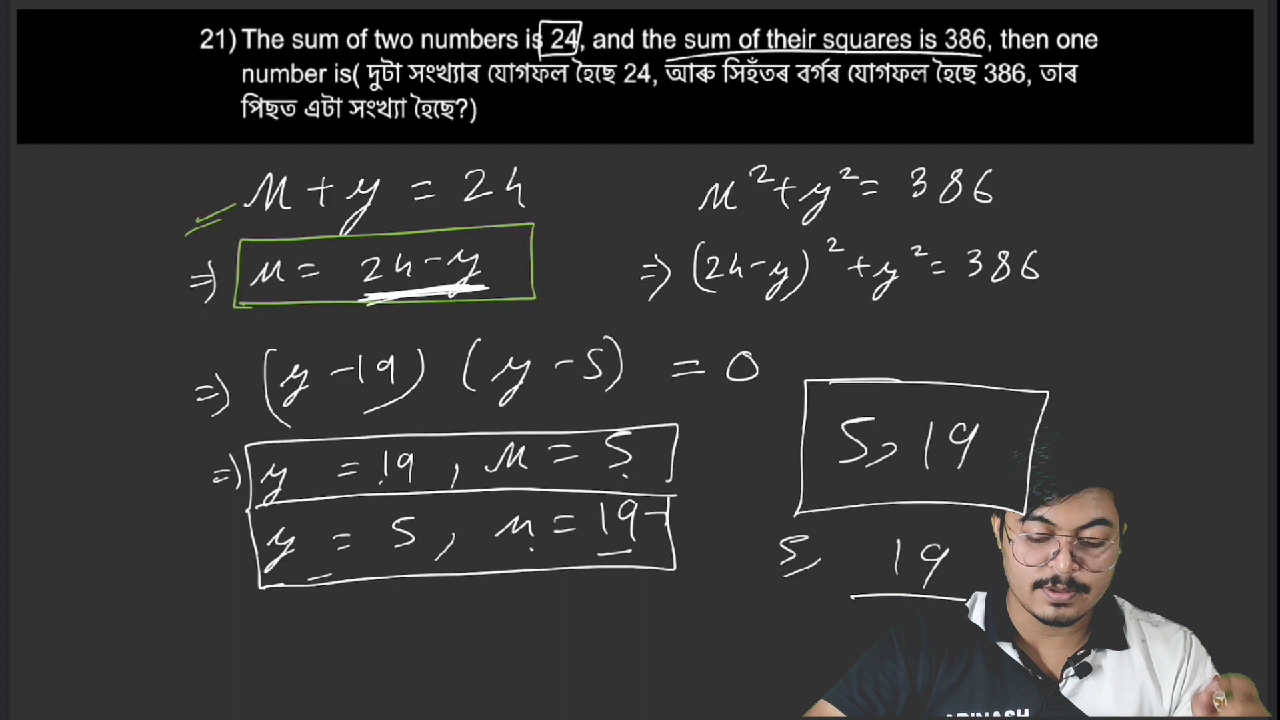 21) The sum of two numbers is 24, and the sum of their squares is 386, then one
number is( দুটা সংখ্যাৰ যোগফল হৈছে 24, আৰু সিহঁতৰ বৰ্গৰ যোগফল হৈছে 386, তাৰ
পিছত এটা সংখ্যা হৈছে?)
x + y = 24
x² + y² = 386
=> x = 24 - y
=> (24 - y)² + y² = 386
=> (y - 19) (y - 5) = 0
5, 19
=> y = 19, x = 5
y = 5, x = 19
5, 19
ABINASH